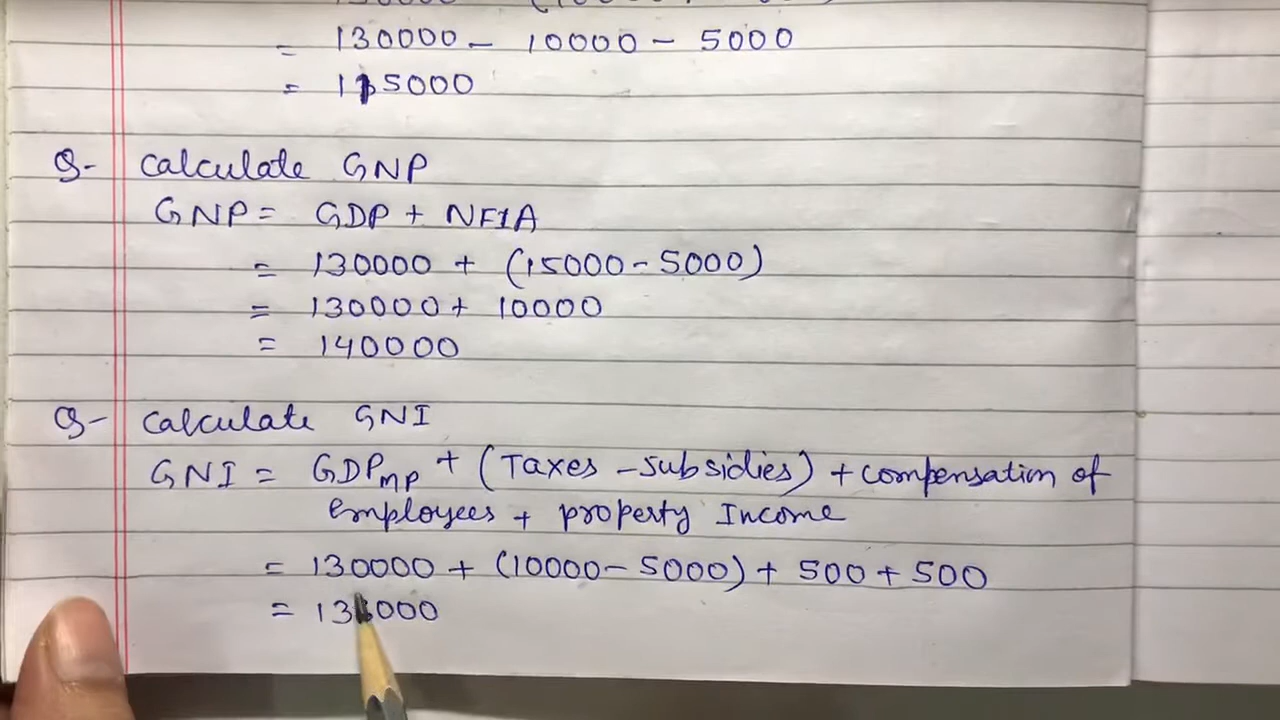 = 130000 - 10000 - 5000
= 115000
Q- Calculate GNP
GNP = GDP + NFIA
= 130000 + (15000 - 5000)
= 130000 + 10000
= 140000
Q- Calculate GNI
GNI = GDPMP + (Taxes - Subsidies) + compensation of
employees + property Income
= 130000 + (10000 - 5000) + 500 + 500